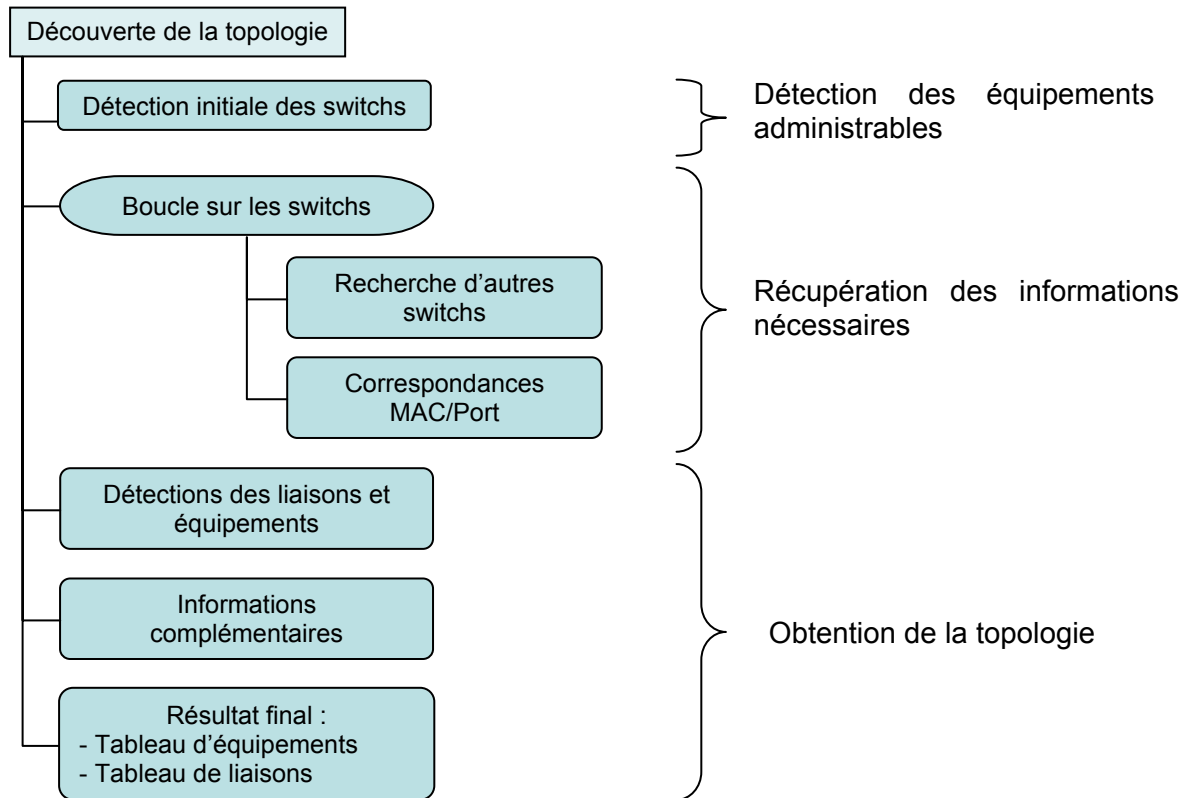 Découverte de la topologie
Détection initiale des switchs
Détection des équipements
administrables
Boucle sur les switchs
Recherche d’autres
switchs
Correspondances
MAC/Port
Récupération des informations
nécessaires
Détections des liaisons et
équipements
Informations
complémentaires
Résultat final :
- Tableau d’équipements
- Tableau de liaisons
Obtention de la topologie